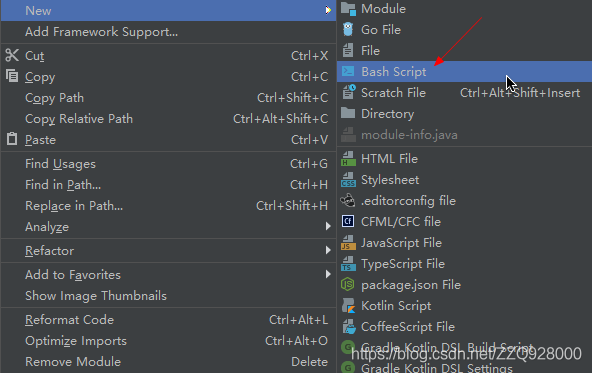 New
Add Framework Support...
Cut Ctrl+X
Copy Ctrl+C
Copy Path Ctrl+Shift+C
Copy Relative Path Ctrl+Alt+Shift+C
Paste Ctrl+V
Find Usages Ctrl+G
Find in Path... Ctrl+H
Replace in Path... Ctrl+Shift+H
Analyze
Refactor
Add to Favorites
Show Image Thumbnails
Reformat Code Ctrl+Alt+L
Optimize Imports Ctrl+Alt+O
Remove Module Delete
Module
Go File
File
Bash Script
Scratch File Ctrl+Alt+Shift+Insert
Directory
module-info.java
HTML File
Stylesheet
.editorconfig file
CFML/CFC file
JavaScript File
TypeScript File
package.json File
Kotlin Script
CoffeeScript File
Gradle Kotlin DSL Build Script
https://blog.csdn.net/ZZQ928000
Gradle Kotlin DSL Settings